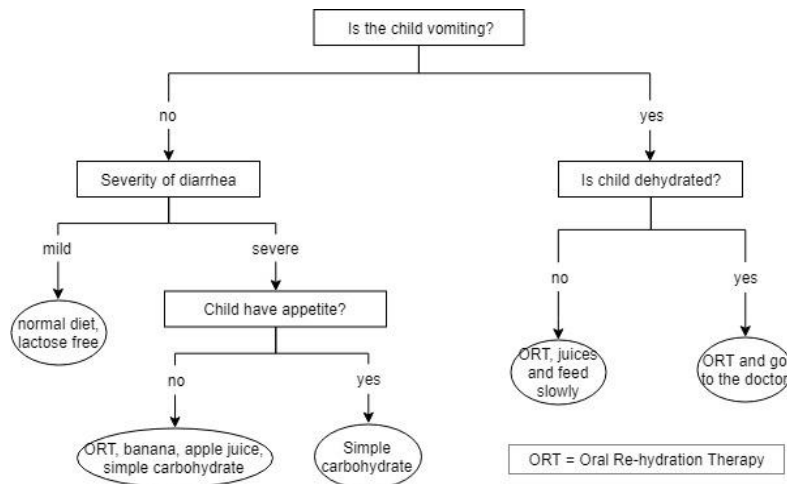 Is the child vomiting?
no
yes
Severity of diarrhea
Is child dehydrated?
mild
severe
no
yes
normal diet,
lactose free
Child have appetite?
ORT, juices
and feed
slowly
ORT and go
to the doctor
no
yes
ORT, banana, apple juice,
simple carbohydrate
Simple
carbohydrate
ORT = Oral Re-hydration Therapy